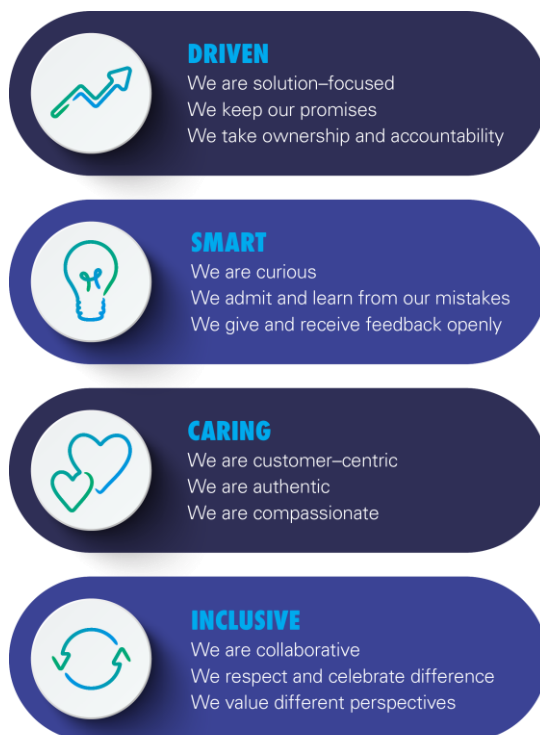 DRIVEN
We are solution–focused
We keep our promises
We take ownership and accountability
SMART
We are curious
We admit and learn from our mistakes
We give and receive feedback openly
CARING
We are customer–centric
We are authentic
We are compassionate
INCLUSIVE
We are collaborative
We respect and celebrate difference
We value different perspectives